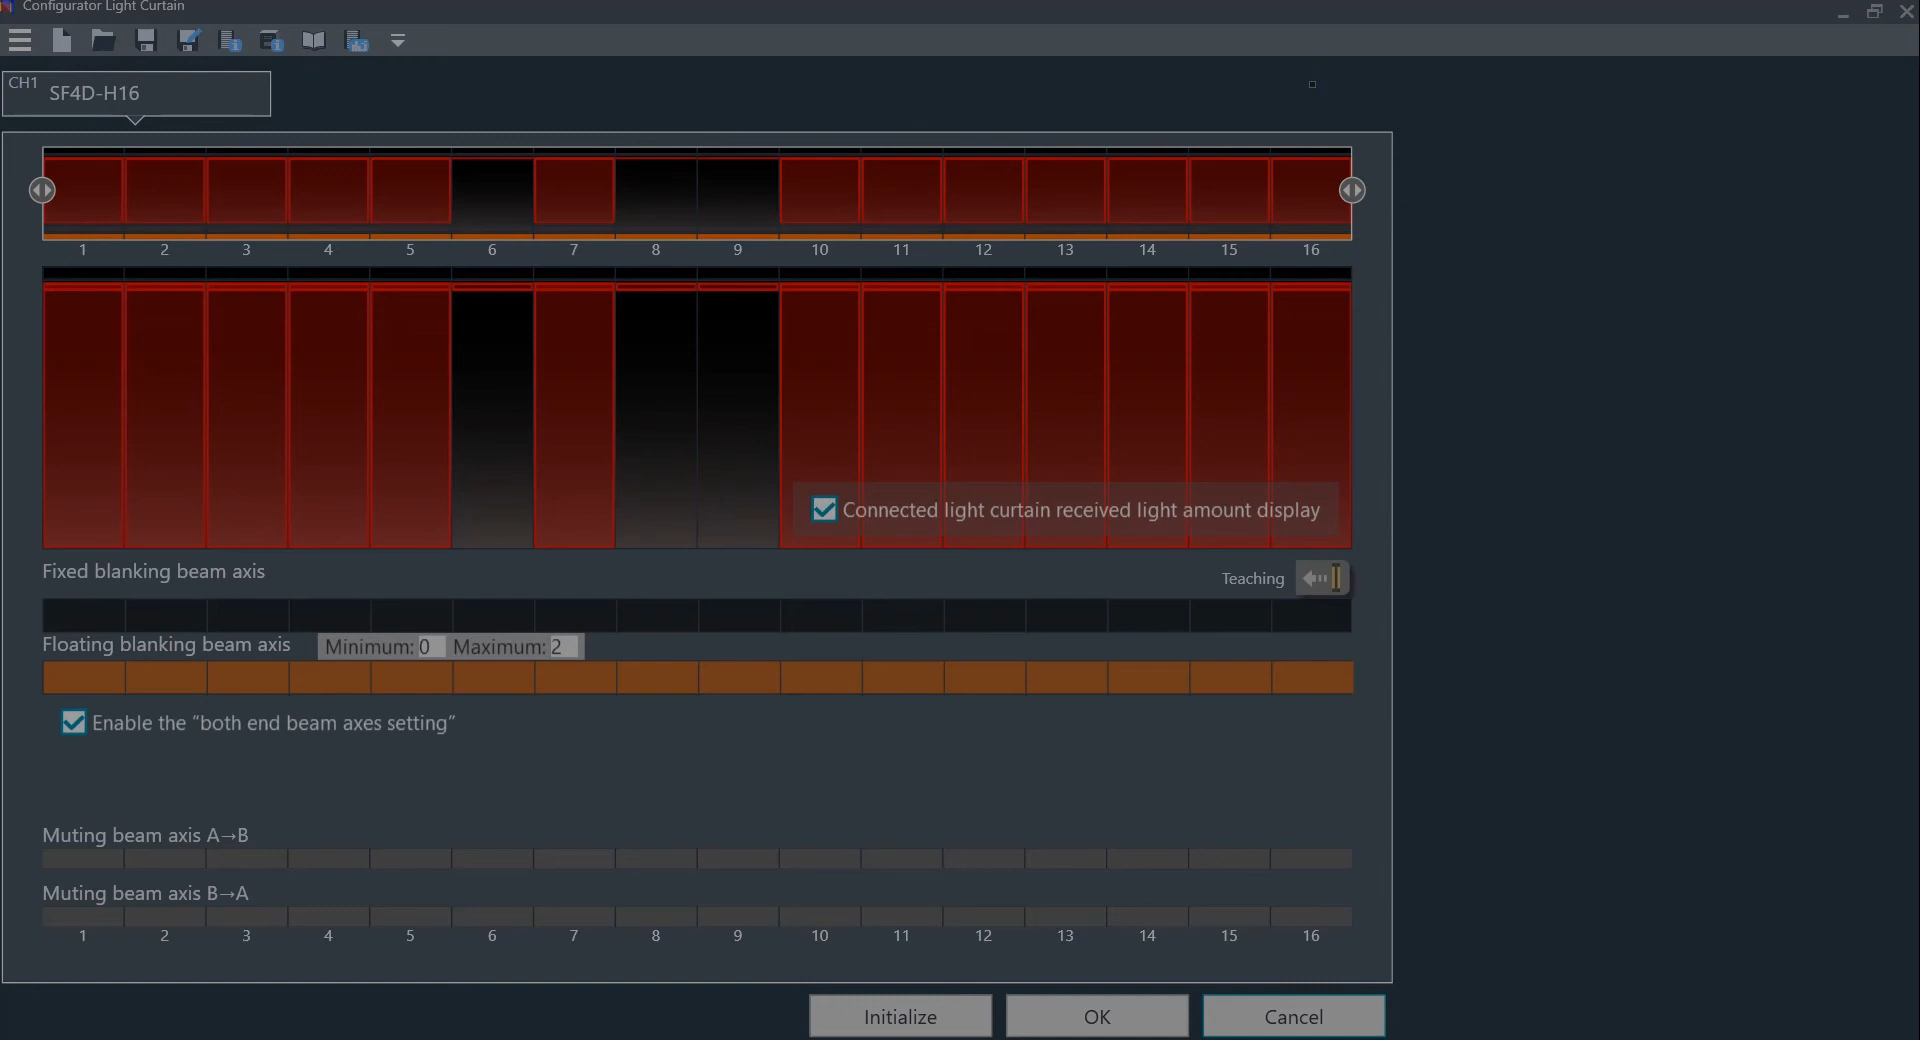 Configurator Light Curtain
CH1 SF4D-H16
1 2 3 4 5 6 7 8 9 10 11 12 13 14 15 16
Connected light curtain received light amount display
Fixed blanking beam axis
Teaching
Floating blanking beam axis Minimum: 0 Maximum: 2
Enable the “both end beam axes setting”
Muting beam axis A→B
Muting beam axis B→A
1 2 3 4 5 6 7 8 9 10 11 12 13 14 15 16
Initialize OK Cancel